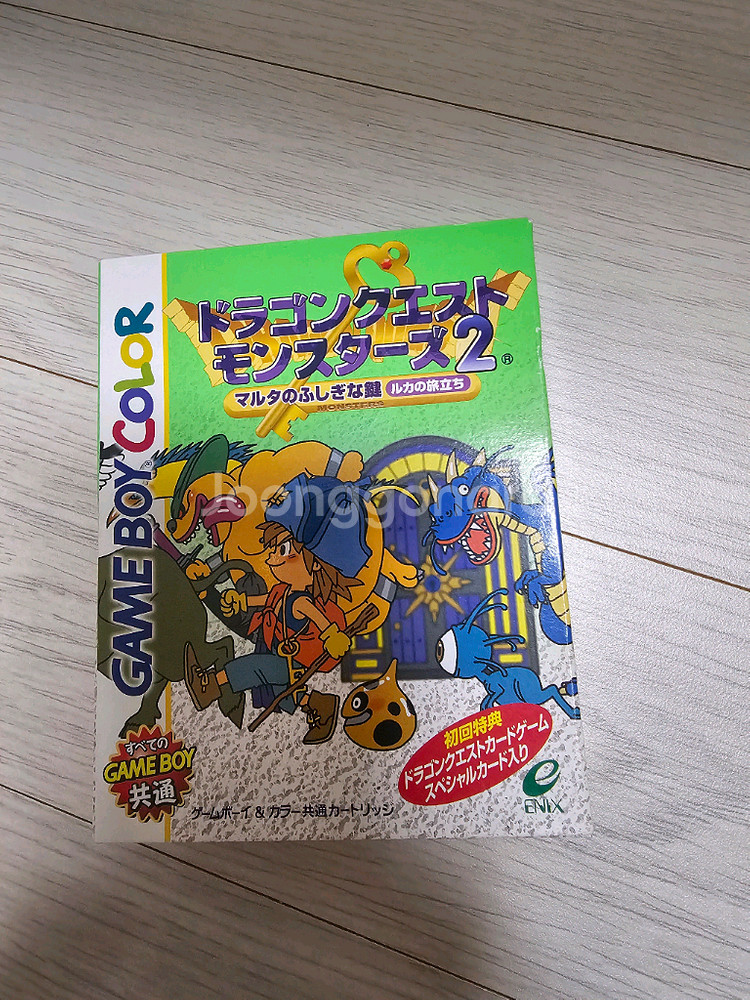 GAME BOY COLOR
ドラゴンクエスト
モンスターズ2®
マルタのふしぎな鍵 ルカの旅立ち
MONSTERS
Joonggona
すべての
GAME BOY
共通
初回特典
ドラゴンクエストカードゲーム
スペシャルカード入り
ENIX
ゲームボーイ & カラー共通カートリッジ